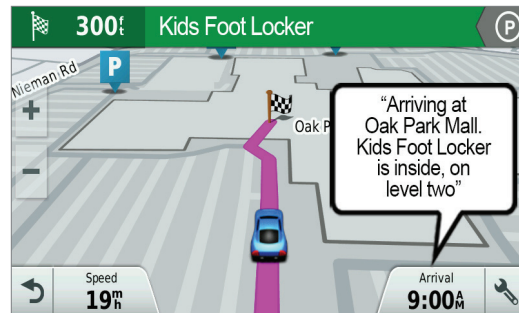 300ft Kids Foot Locker
P
P
Nieman Rd
Oak P
“Arriving at
Oak Park Mall.
Kids Foot Locker
is inside, on
level two”
Speed
19mh
Arrival
9:00AM